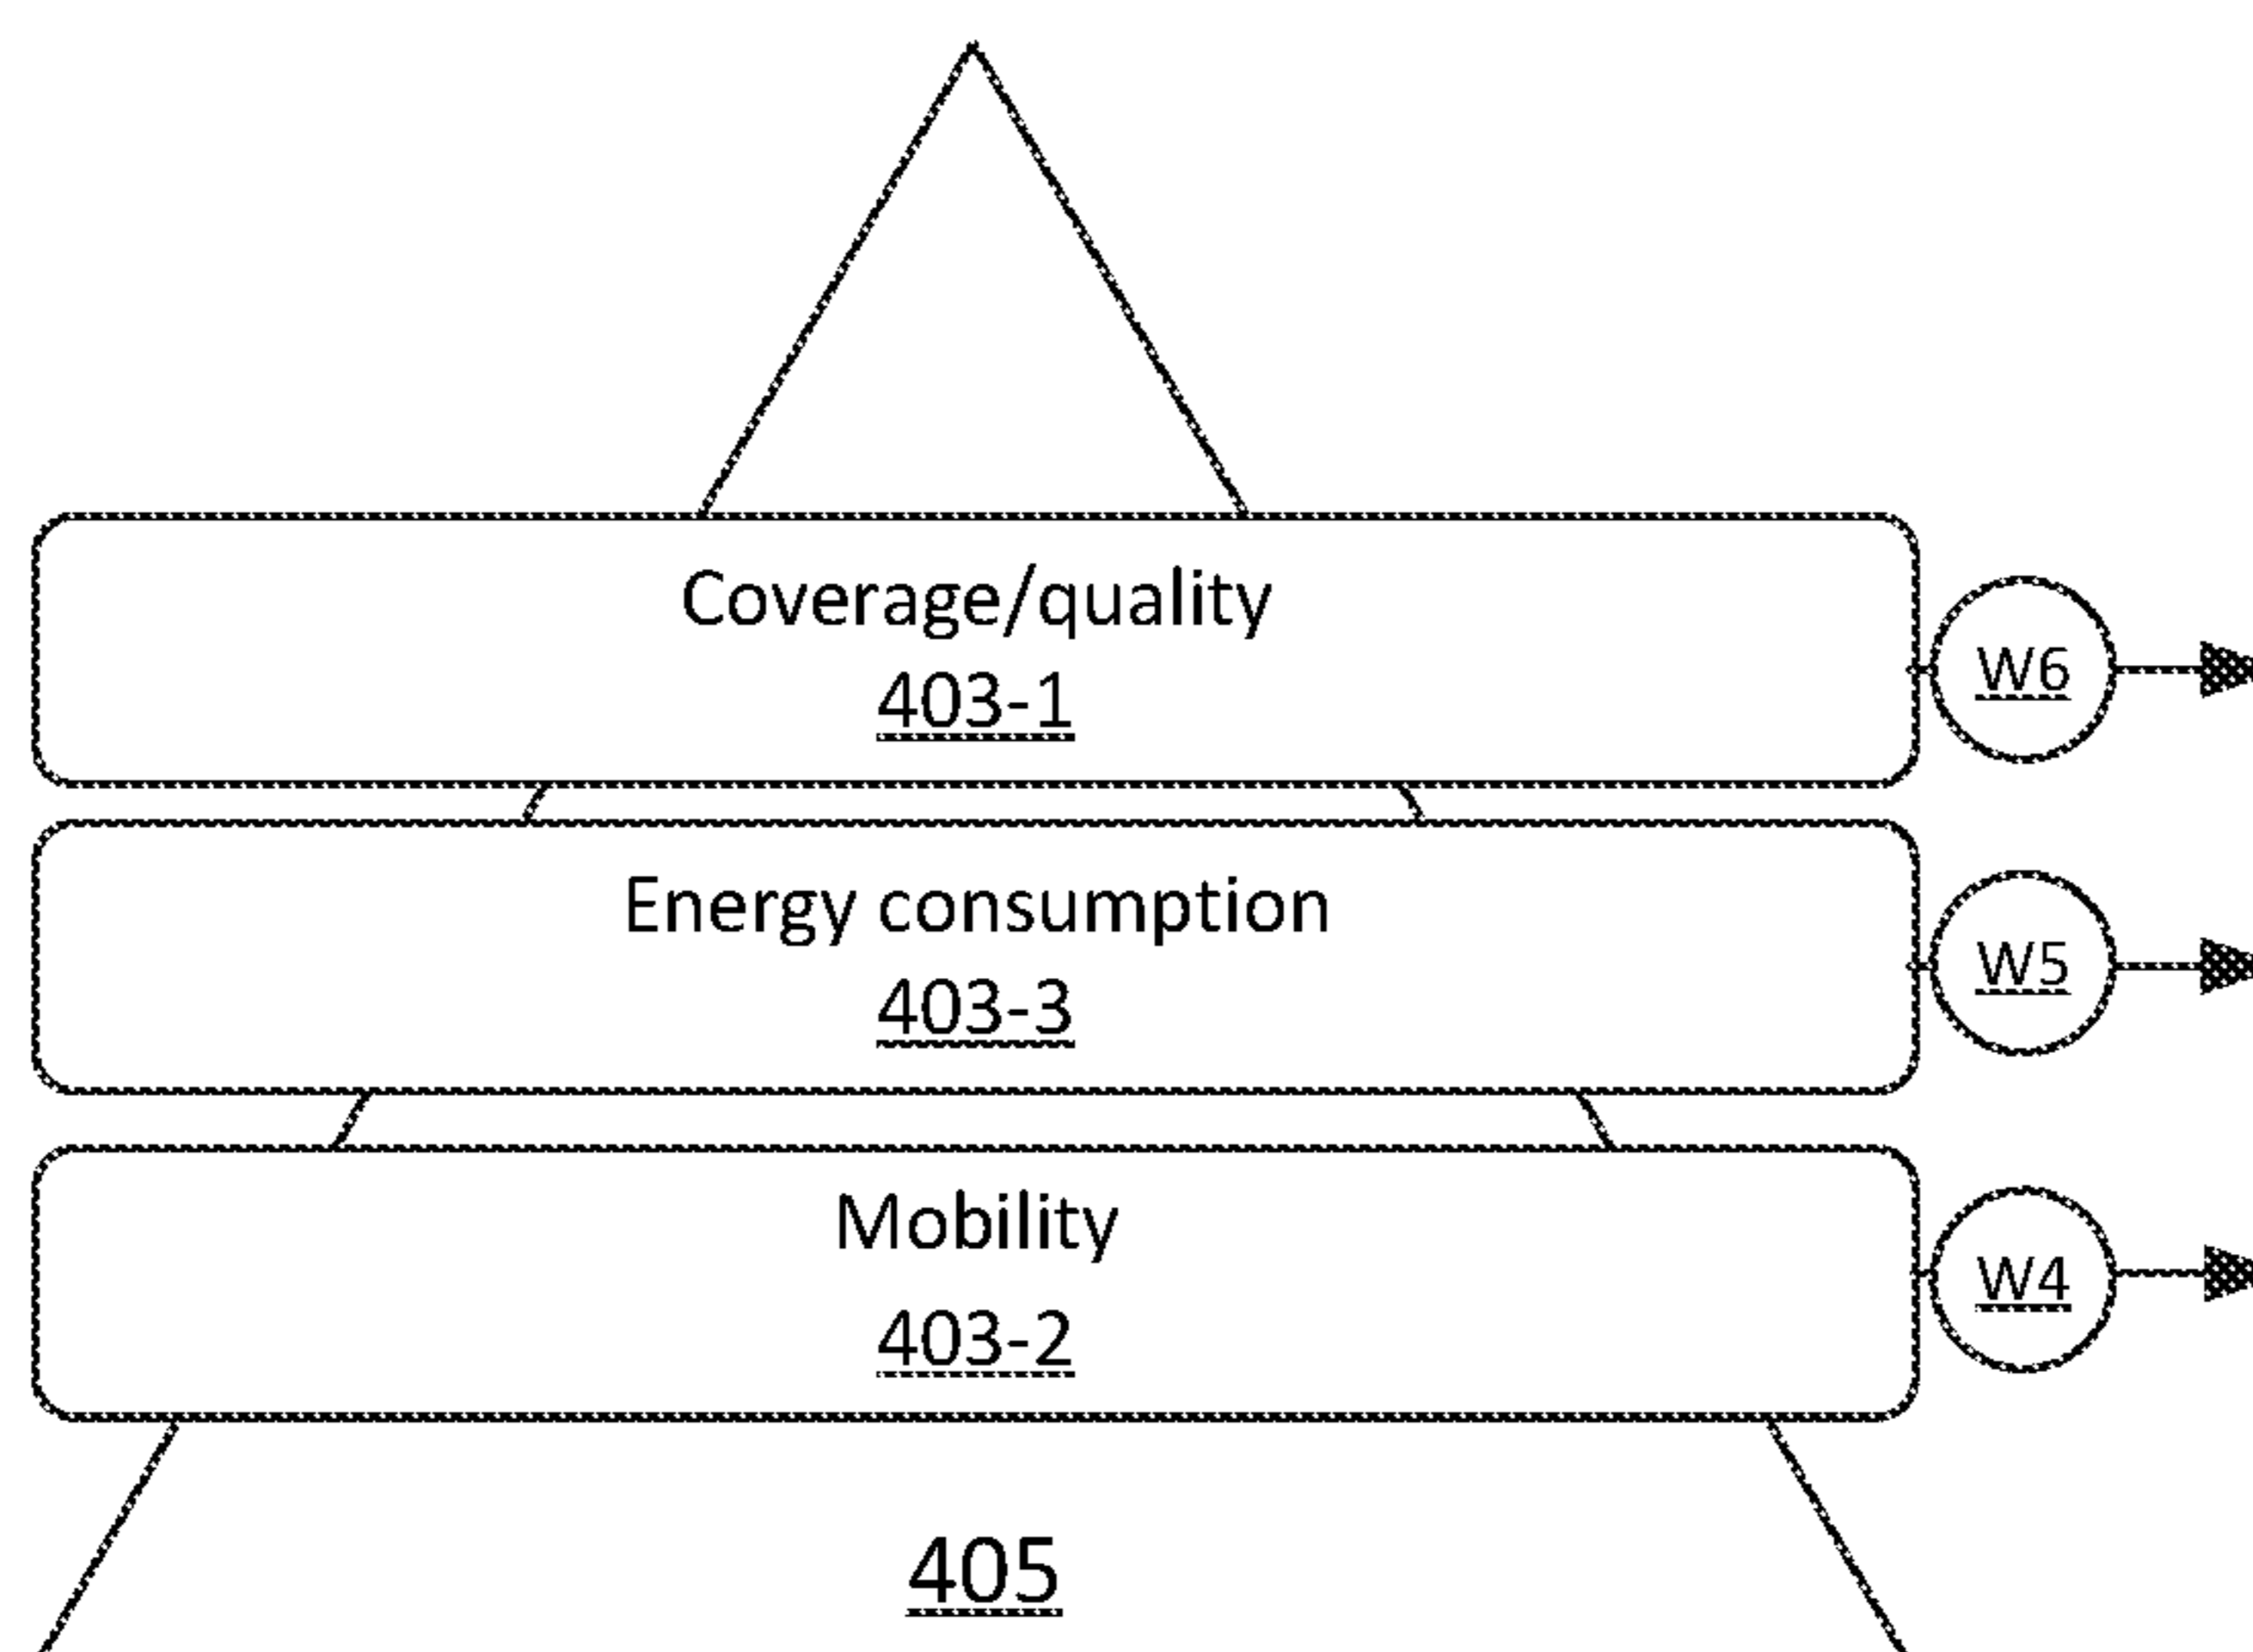 Coverage/quality
403-1
W6
Energy consumption
403-3
W5
Mobility
403-2
W4
405